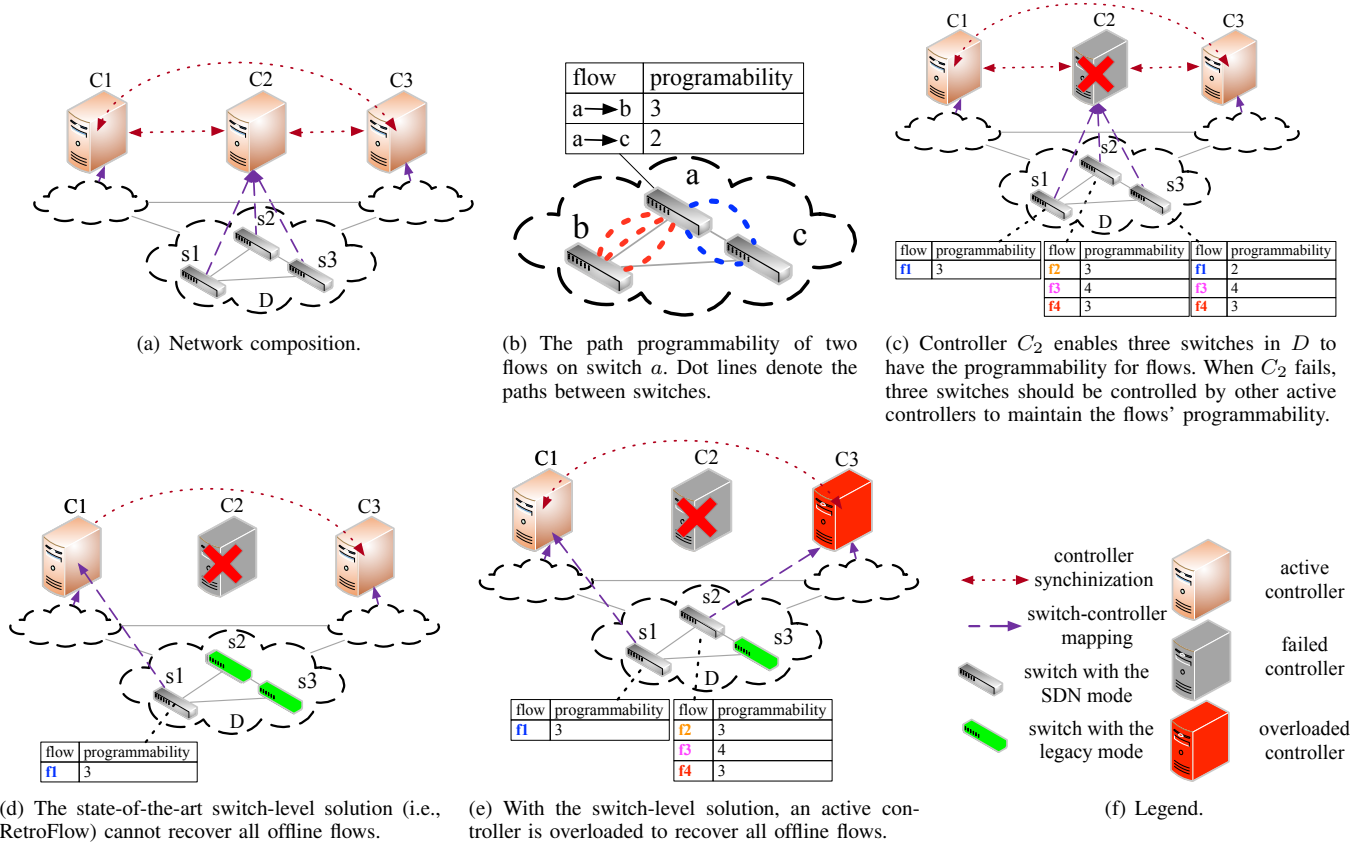 C1
C2
C3
s2
s1
s3
D
(a) Network composition.
flow programability
a b 3
a c 2
a
b
c
(b) The path programmability of two
flows on switch a. Dot lines denote the
paths between switches.
C1
C2
C3
s2
s1
s3
D
flow programmability
f1 3
flow programmability
f2 3
f3 4
f4 3
flow programmability
f1 2
f3 4
f4 3
(c) Controller C2 enables three switches in D to
have the programmability for flows. When C2 fails,
three switches should be controlled by other active
controllers to maintain the flows' programmability.
C1
C2
C3
s2
s1
s3
D
flow programmability
f1 3
(d) The state-of-the-art switch-level solution (i.e.,
RetroFlow) cannot recover all offline flows.
C1
C2
C3
s2
s1
s3
D
flow programmability
f1 3
flow programmability
f2 3
f3 4
f4 3
(e) With the switch-level solution, an active con-
troller is overloaded to recover all offline flows.
controller
synchinization
active
controller
switch-controller
mapping
failed
controller
switch with the
SDN mode
switch with the
legacy mode
overloaded
controller
(f) Legend.